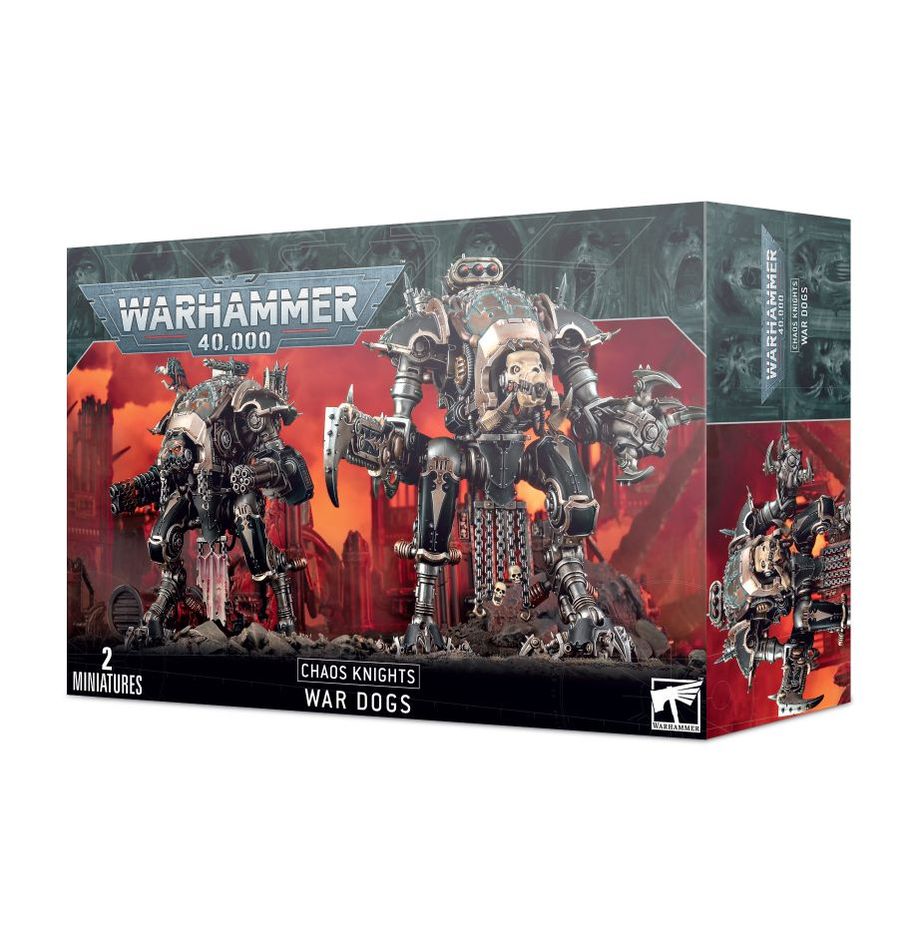 WARHAMMER
40,000
2
MINIATURES
CHAOS KNIGHTS
WAR DOGS
WARHAMMER
WARHAMMER
40,000
CHAOS KNIGHTS
WAR DOGS